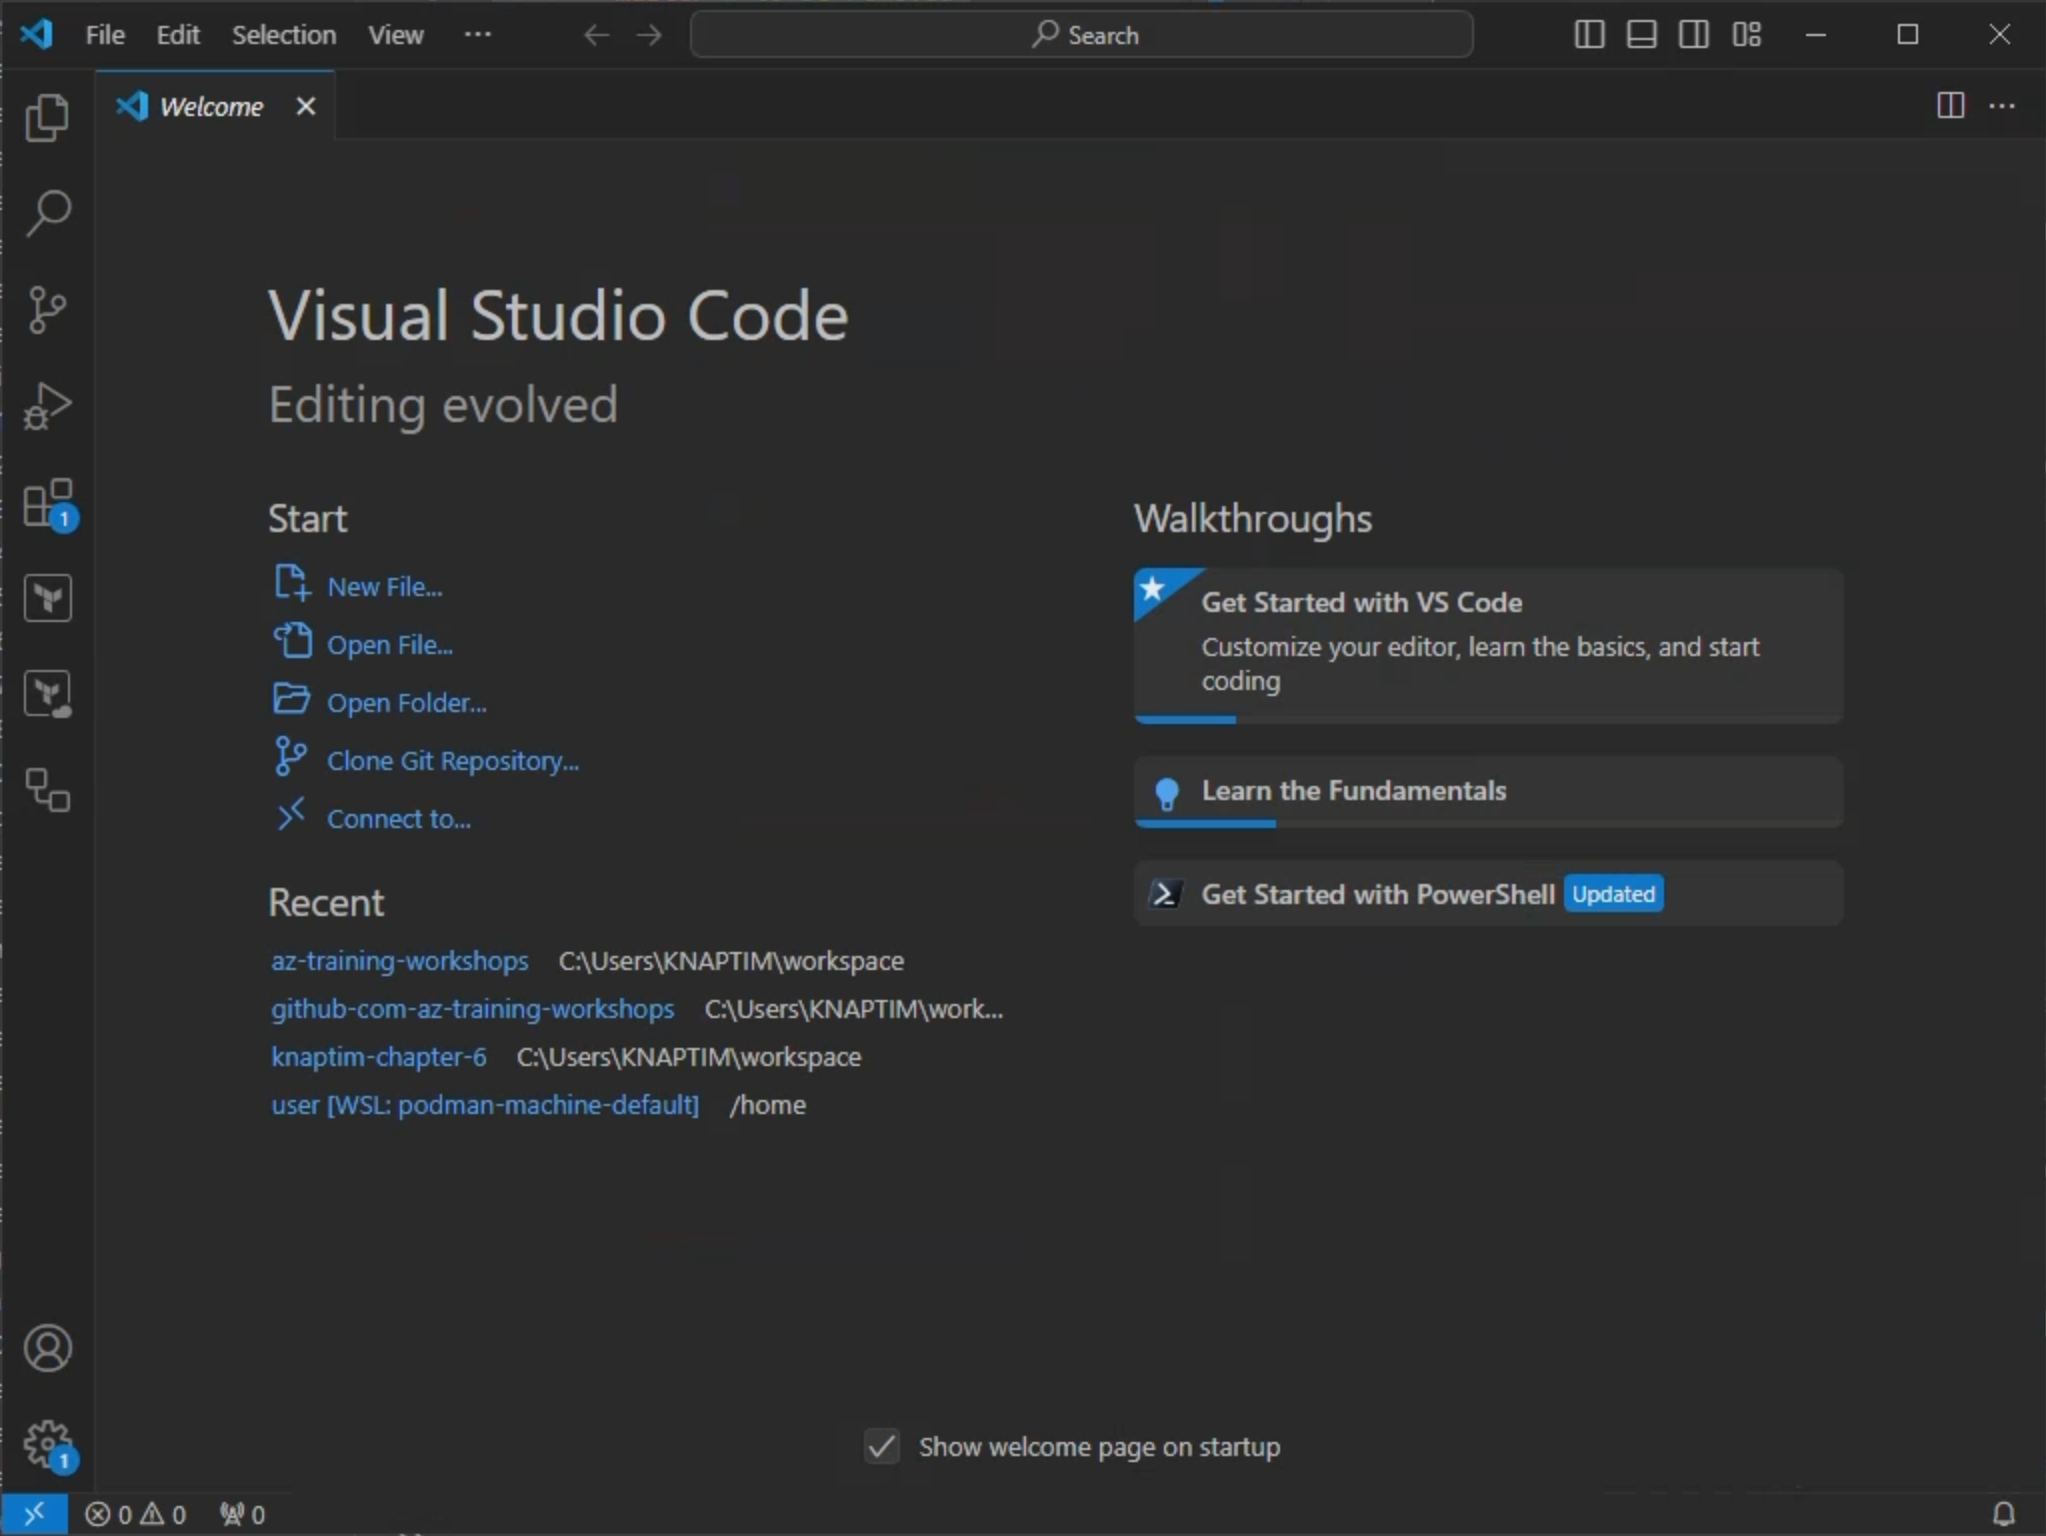 File Edit Selection View ··· Search
Welcome
Visual Studio Code
Editing evolved
Start
New File...
Open File...
Open Folder...
Clone Git Repository...
Connect to...
Recent
az-training-workshops C:\Users\KNAPTIM\workspace
github-com-az-training-workshops C:\Users\KNAPTIM\work...
knaptim-chapter-6 C:\Users\KNAPTIM\workspace
user [WSL: podman-machine-default] /home
Walkthroughs
Get Started with VS Code
Customize your editor, learn the basics, and start
coding
Learn the Fundamentals
Get Started with PowerShell Updated
1
1
Show welcome page on startup
0 0 0